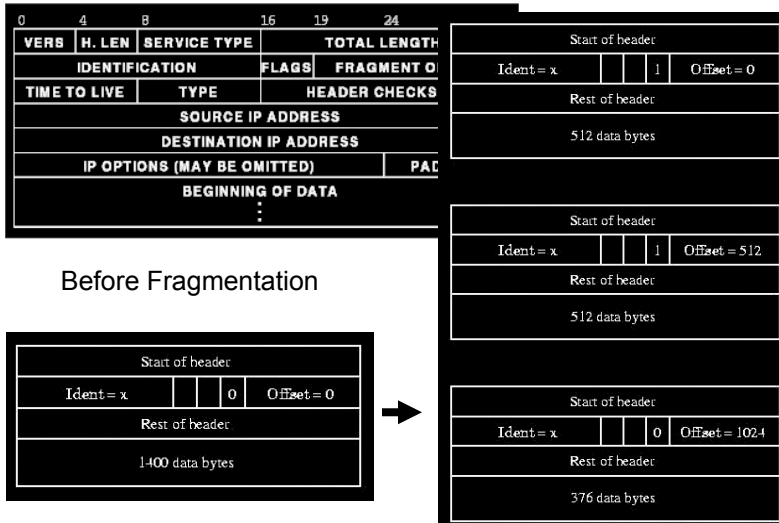 0 4 8 16 19 24
VERS H. LEN SERVICE TYPE TOTAL LENGTH
IDENTIFICATION FLAGS FRAGMENT O
TIME TO LIVE TYPE HEADER CHECKS
SOURCE IP ADDRESS
DESTINATION IP ADDRESS
IP OPTIONS (MAY BE OMITTED) PAD
BEGINNING OF DATA
Before Fragmentation
Start of header
Ident = x 0 Offset = 0
Rest of header
1400 data bytes
Start of header
Ident = x 1 Offset = 0
Rest of header
512 data bytes
Start of header
Ident = x 1 Offset = 512
Rest of header
512 data bytes
Start of header
Ident = x 0 Offset = 1024
Rest of header
376 data bytes